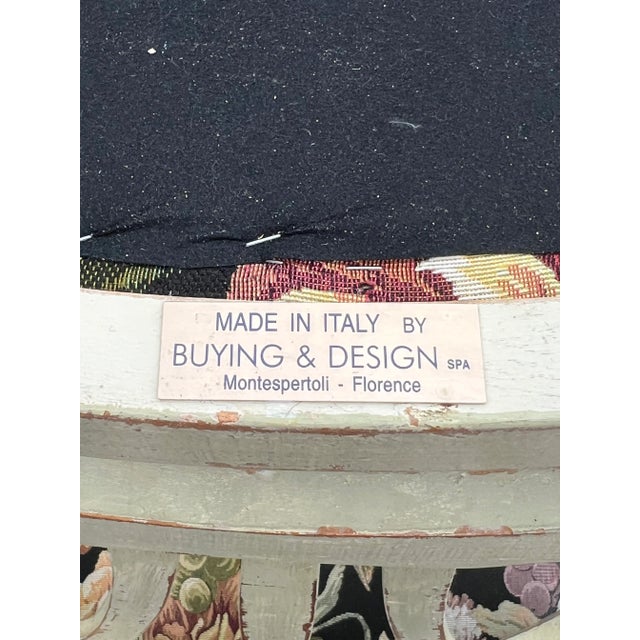 MADE IN ITALY BY
BUYING & DESIGN SPA
Montespertoli - Florence